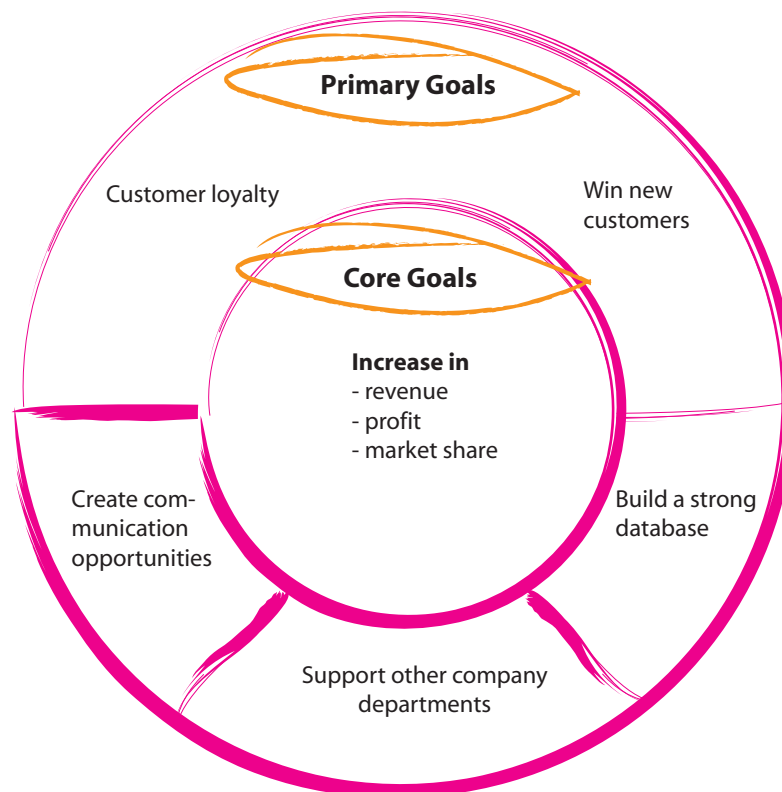 Primary Goals
Customer loyalty
Win new
customers
Core Goals
Increase in
- revenue
- profit
- market share
Create com-
munication
opportunities
Build a strong
database
Support other company
departments